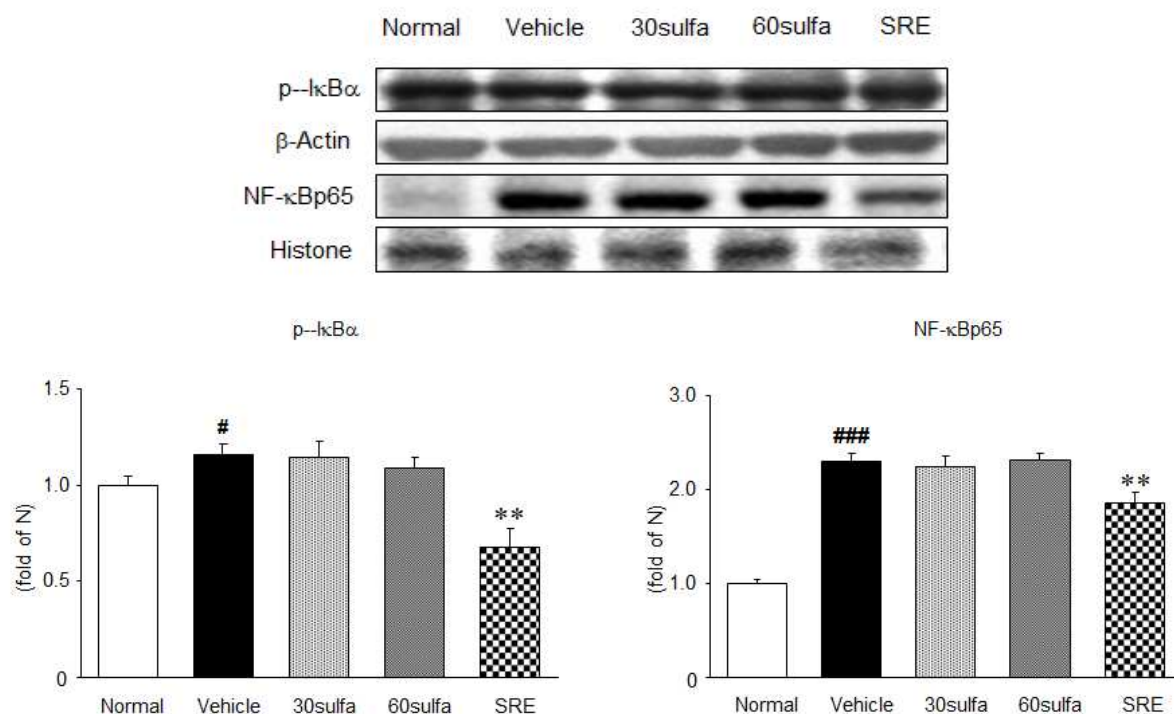 Normal Vehicle 30sulfa 60sulfa SRE
p--IκBα
β-Actin
NF-κBp65
Histone
p--IκBα
(fold of N)
1.5
1.0
0.5
0
#
**
Normal Vehicle 30sulfa 60sulfa SRE
NF-κBp65
(fold of N)
3.0
2.0
1.0
0.0
###
**
Normal Vehicle 30sulfa 60sulfa SRE